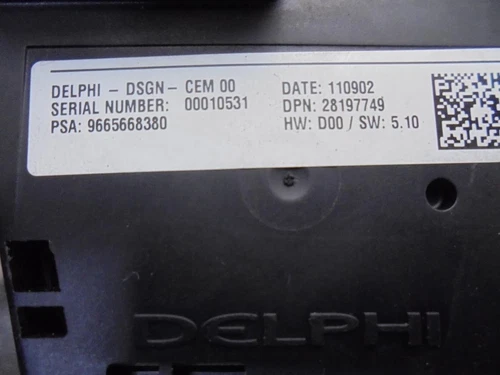 DELPHI - DSGN - CEM 00 DATE: 110902
SERIAL NUMBER: 00010531 DPN: 28197749
PSA: 9665668380 HW: D00 / SW: 5.10
DELPHI